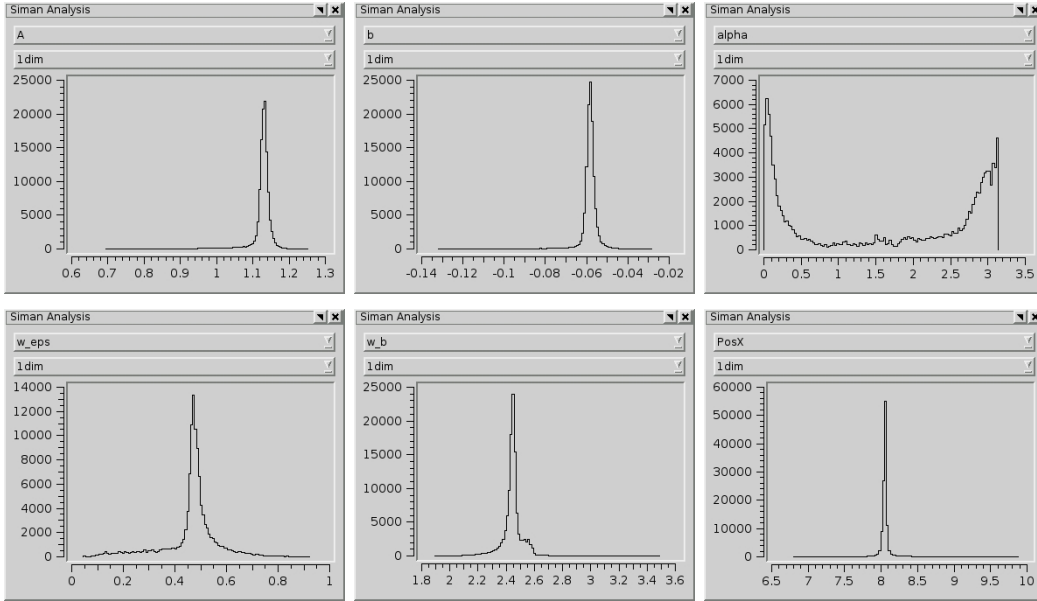 Siman Analysis
A
1dim
25000
20000
15000
10000
5000
0
0.6 0.7 0.8 0.9 1 1.1 1.2 1.3
Siman Analysis
b
1dim
25000
20000
15000
10000
5000
0
-0.14 -0.12 -0.1 -0.08 -0.06 -0.04 -0.02
Siman Analysis
alpha
1dim
7000
6000
5000
4000
3000
2000
1000
0
0 0.5 1 1.5 2 2.5 3 3.5
Siman Analysis
w_eps
1dim
14000
12000
10000
8000
6000
4000
2000
0
0 0.2 0.4 0.6 0.8 1
Siman Analysis
w_b
1dim
25000
20000
15000
10000
5000
0
1.8 2 2.2 2.4 2.6 2.8 3 3.2 3.4 3.6
Siman Analysis
PosX
1dim
60000
50000
40000
30000
20000
10000
0
6.5 7 7.5 8 8.5 9 9.5 10